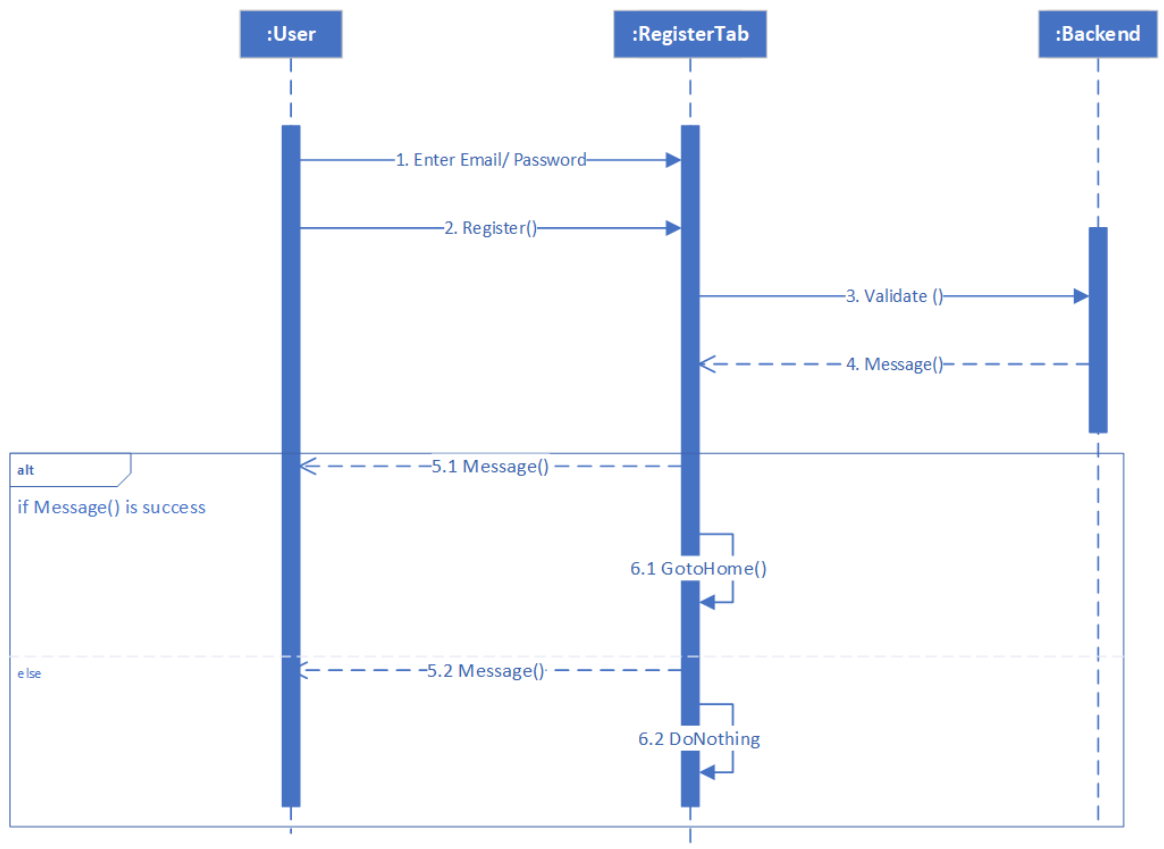 :User
:RegisterTab
:Backend
1. Enter Email/ Password
2. Register()
3. Validate ()
4. Message()
alt
5.1 Message()
if Message() is success
6.1 GotoHome()
else
5.2 Message()
6.2 DoNothing